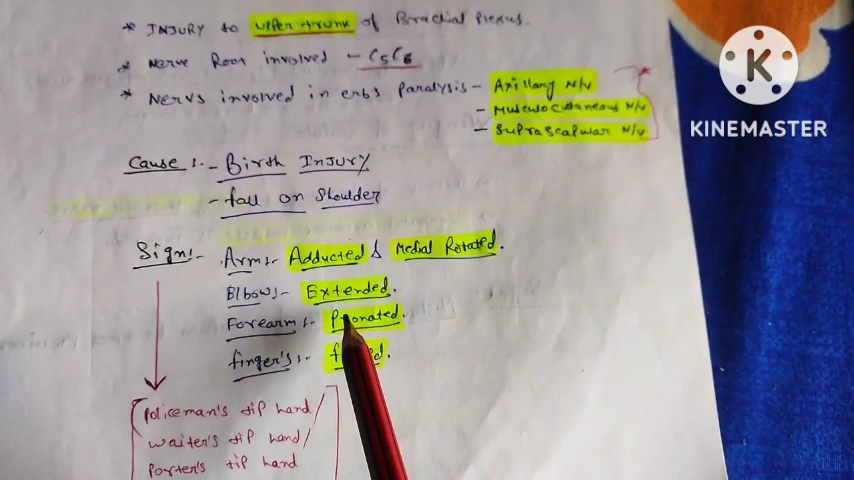 * INJURY to upper trunk of Brachial Plexus.
* Nerve Root involved - C5C6
* Nervs involved in erbs Paralysis - Axillary N/V
- Musculocutaneous N/V
- Suprascapular N/V
K
KINEMASTER
Cause :- - Birth INJURY
- fall on Shoulder
Sign:- Arm:- Adducted & Medial Rotated.
Elbow:- Extended.
Forearm:- Pronated.
finger's:-
Policeman's tip hand/
waiter's tip hand/
Porter's tip hand